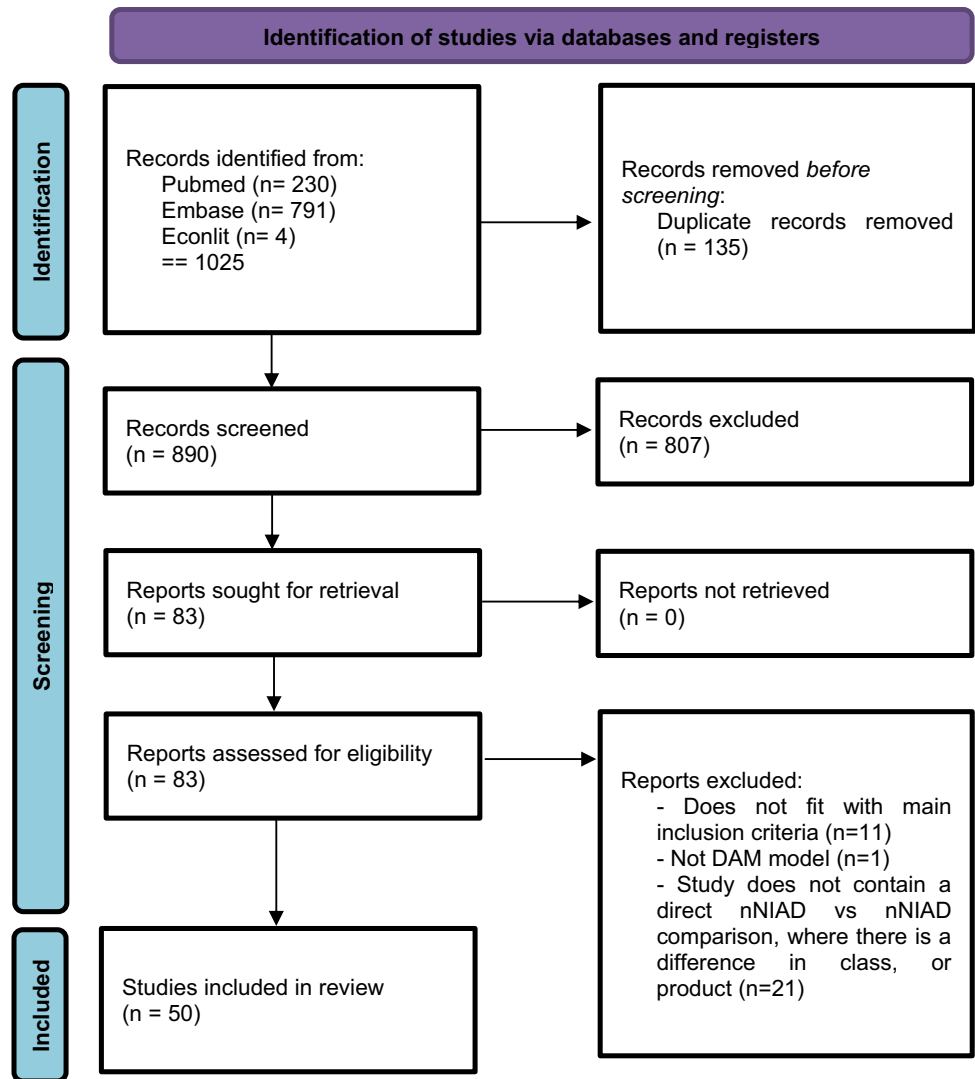 Identification of studies via databases and registers
Identification
Records identified from:
Pubmed (n= 230)
Embase (n= 791)
Econlit (n= 4)
== 1025
Records removed before
screening:
Duplicate records removed
(n = 135)
Screening
Records screened
(n = 890)
Records excluded
(n = 807)
Reports sought for retrieval
(n = 83)
Reports not retrieved
(n = 0)
Reports assessed for eligibility
(n = 83)
Reports excluded:
- Does not fit with main
inclusion criteria (n=11)
- Not DAM model (n=1)
- Study does not contain a
direct nNIAD vs nNIAD
comparison, where there is a
difference in class, or
product (n=21)
Included
Studies included in review
(n = 50)